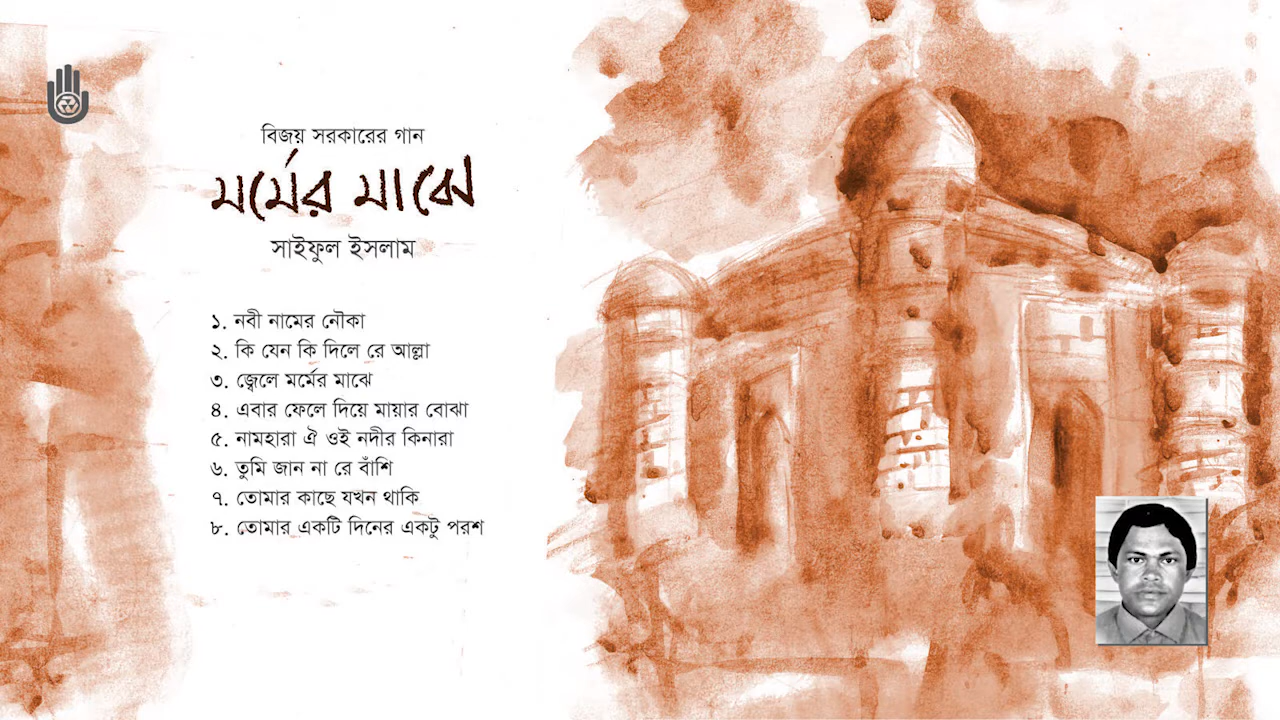 বিজয় সরকারের গান
মর্মের মাঝে
সাইফুল ইসলাম
১. নবী নামের নৌকা
২. কি যেন কি দিলে রে আল্লা
৩. জ্বেলে মর্মের মাঝে
৪. এবার ফেলে দিয়ে মায়ার বোঝা
৫. নামহারা ঐ ওই নদীর কিনারা
৬. তুমি জান না রে বাঁশি
৭. তোমার কাছে যখন থাকি
৮. তোমার একটি দিনের একটু পরশ